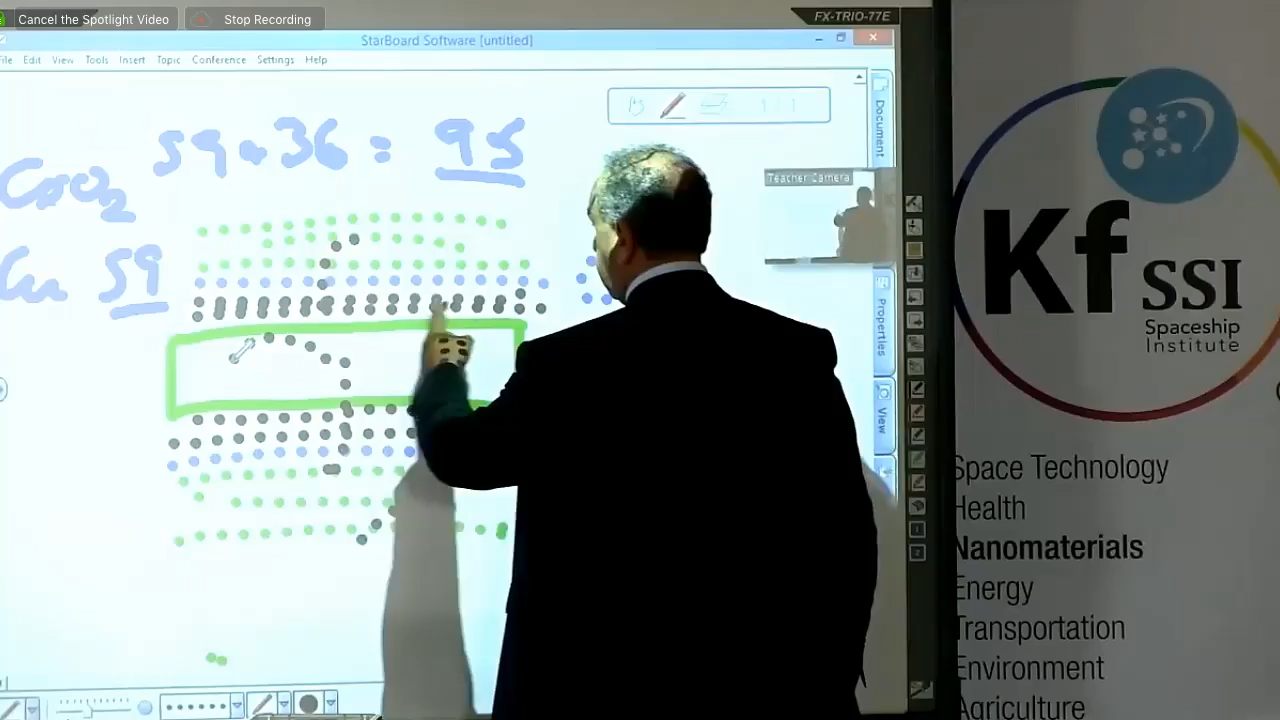 Cancel the Spotlight Video Stop Recording
FX-TRIO-77E
StarBoard Software [untitled]
File Edit View Tools Insert Topic Conference Settings Help
Document
59 + 36 = 95
Teacher Camera
Cu 59
Properties
View
Kf SSI
Spaceship
Institute
Space Technology
Health
Nanomaterials
Energy
Transportation
Environment
Agriculture